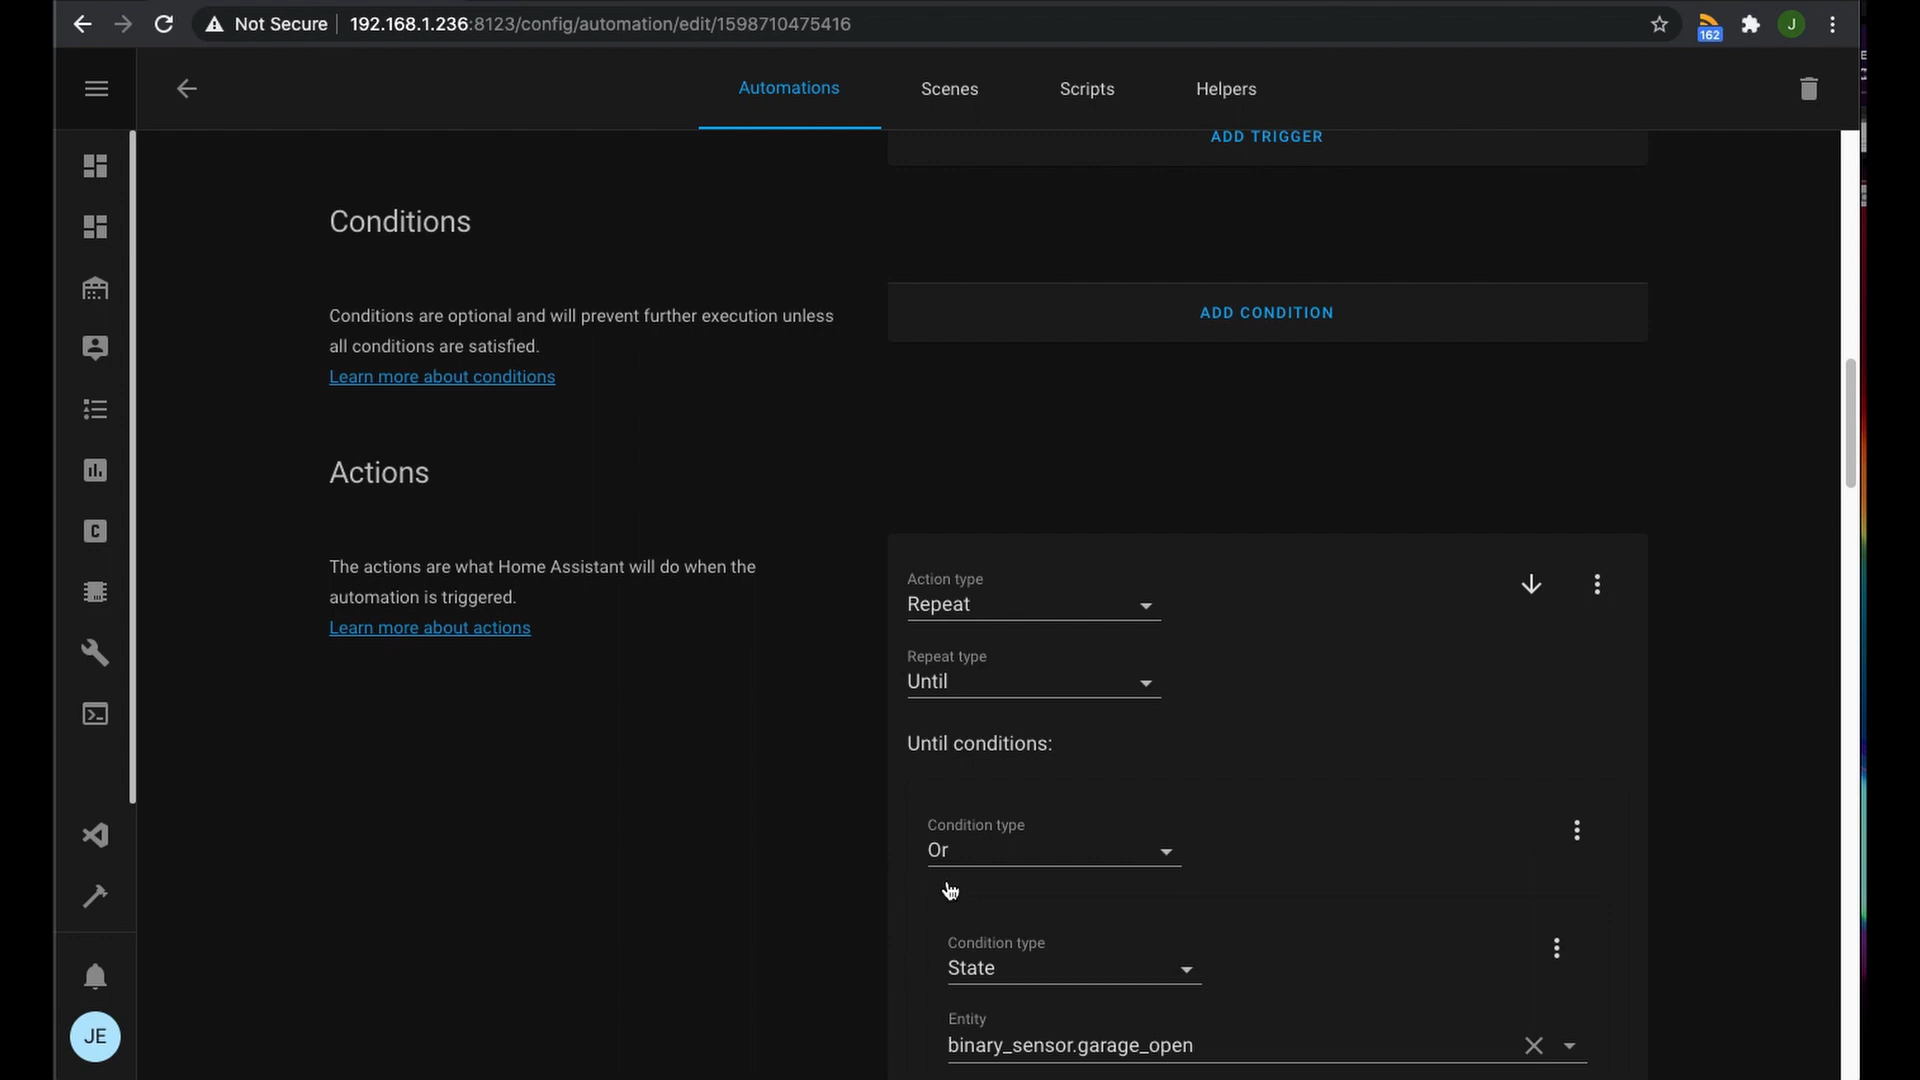 Not Secure 192.168.1.236:8123/config/automation/edit/1598710475416
162
J
Automations Scenes Scripts Helpers
ADD TRIGGER
Conditions
Conditions are optional and will prevent further execution unless
all conditions are satisfied.
Learn more about conditions
ADD CONDITION
Actions
The actions are what Home Assistant will do when the
automation is triggered.
Learn more about actions
Action type
Repeat
Repeat type
Until
Until conditions:
Condition type
Or
Condition type
State
Entity
binary_sensor.garage_open
C
JE